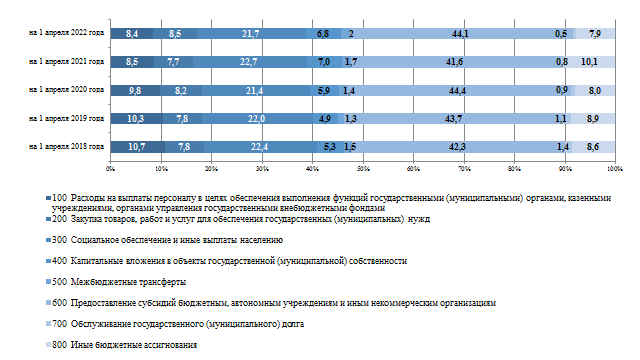 на 1 апреля 2022 года 8,4 8,5 21,7 6,8 2 44,1 0,5 7,9
на 1 апреля 2021 года 8,5 7,7 22,7 7,0 1,7 41,6 0,8 10,1
на 1 апреля 2020 года 9,8 8,2 21,4 5,9 1,4 44,4 0,9 8,0
на 1 апреля 2019 года 10,3 7,8 22,0 4,9 1,3 43,7 1,1 8,9
на 1 апреля 2018 года 10,7 7,8 22,4 5,3 1,5 42,3 1,4 8,6
0% 10% 20% 30% 40% 50% 60% 70% 80% 90% 100%
100 Расходы на выплаты персоналу в целях обеспечения выполнения функций государственными (муниципальными) органами, казенными
учреждениями, органами управления государственными внебюджетными фондами
200 Закупка товаров, работ и услуг для обеспечения государственных (муниципальных) нужд
300 Социальное обеспечение и иные выплаты населению
400 Капитальные вложения в объекты государственной (муниципальной) собственности
500 Межбюджетные трансферты
600 Предоставление субсидий бюджетным, автономным учреждениям и иным некоммерческим организациям
700 Обслуживание государственного (муниципального) долга
800 Иные бюджетные ассигнования